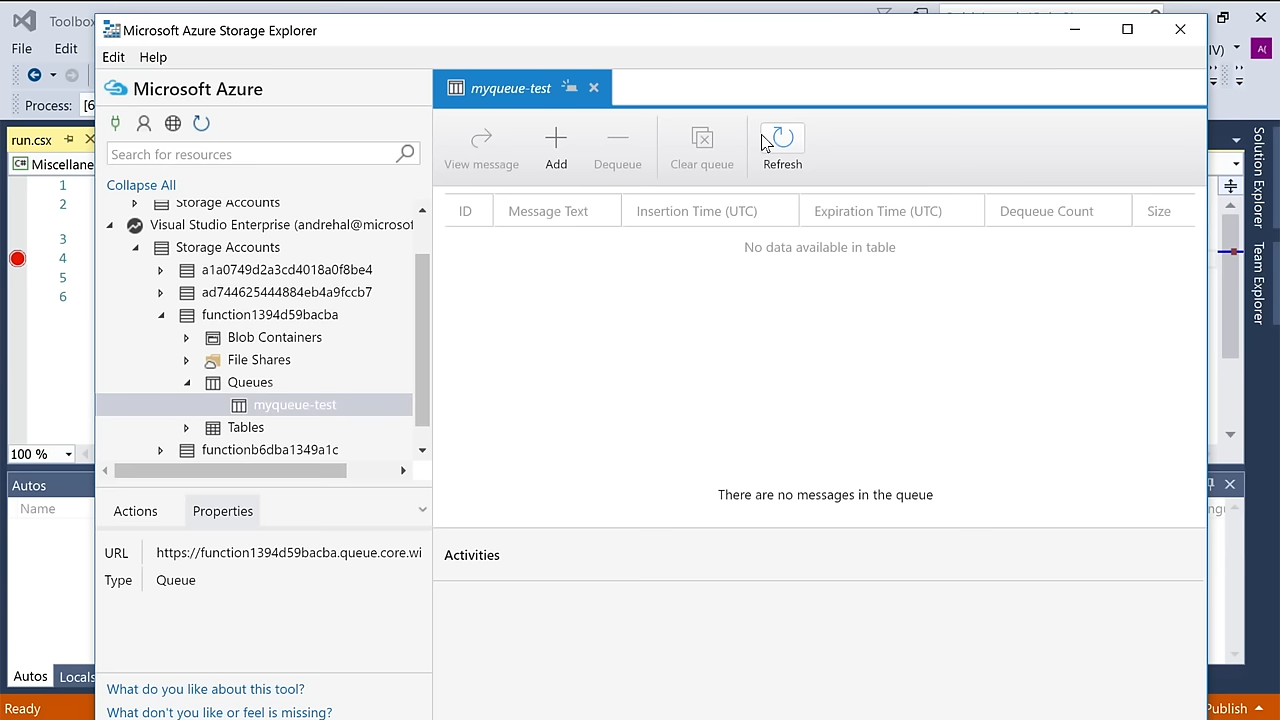 Toolbox
File Edit
Process: [6
run.csx
Miscellane
1
2
3
4
5
6
100 %
Autos
Name
Autos Locals
Ready
Microsoft Azure Storage Explorer
Edit Help
Microsoft Azure
Search for resources
Collapse All
Storage Accounts
Visual Studio Enterprise (andrehal@microsof
Storage Accounts
a1a0749d2a3cd4018a0f8be4
ad744625444884eb4a9fccb7
function1394d59bacba
Blob Containers
File Shares
Queues
myqueue-test
Tables
functionb6dba1349a1c
Actions Properties
URL https://function1394d59bacba.queue.core.wi
Type Queue
What do you like about this tool?
What don't you like or feel is missing?
myqueue-test
View message Add Dequeue Clear queue Refresh
ID Message Text Insertion Time (UTC) Expiration Time (UTC) Dequeue Count Size
No data available in table
There are no messages in the queue
Activities
IV)
A(
Solution Explorer
Team Explorer
Publish